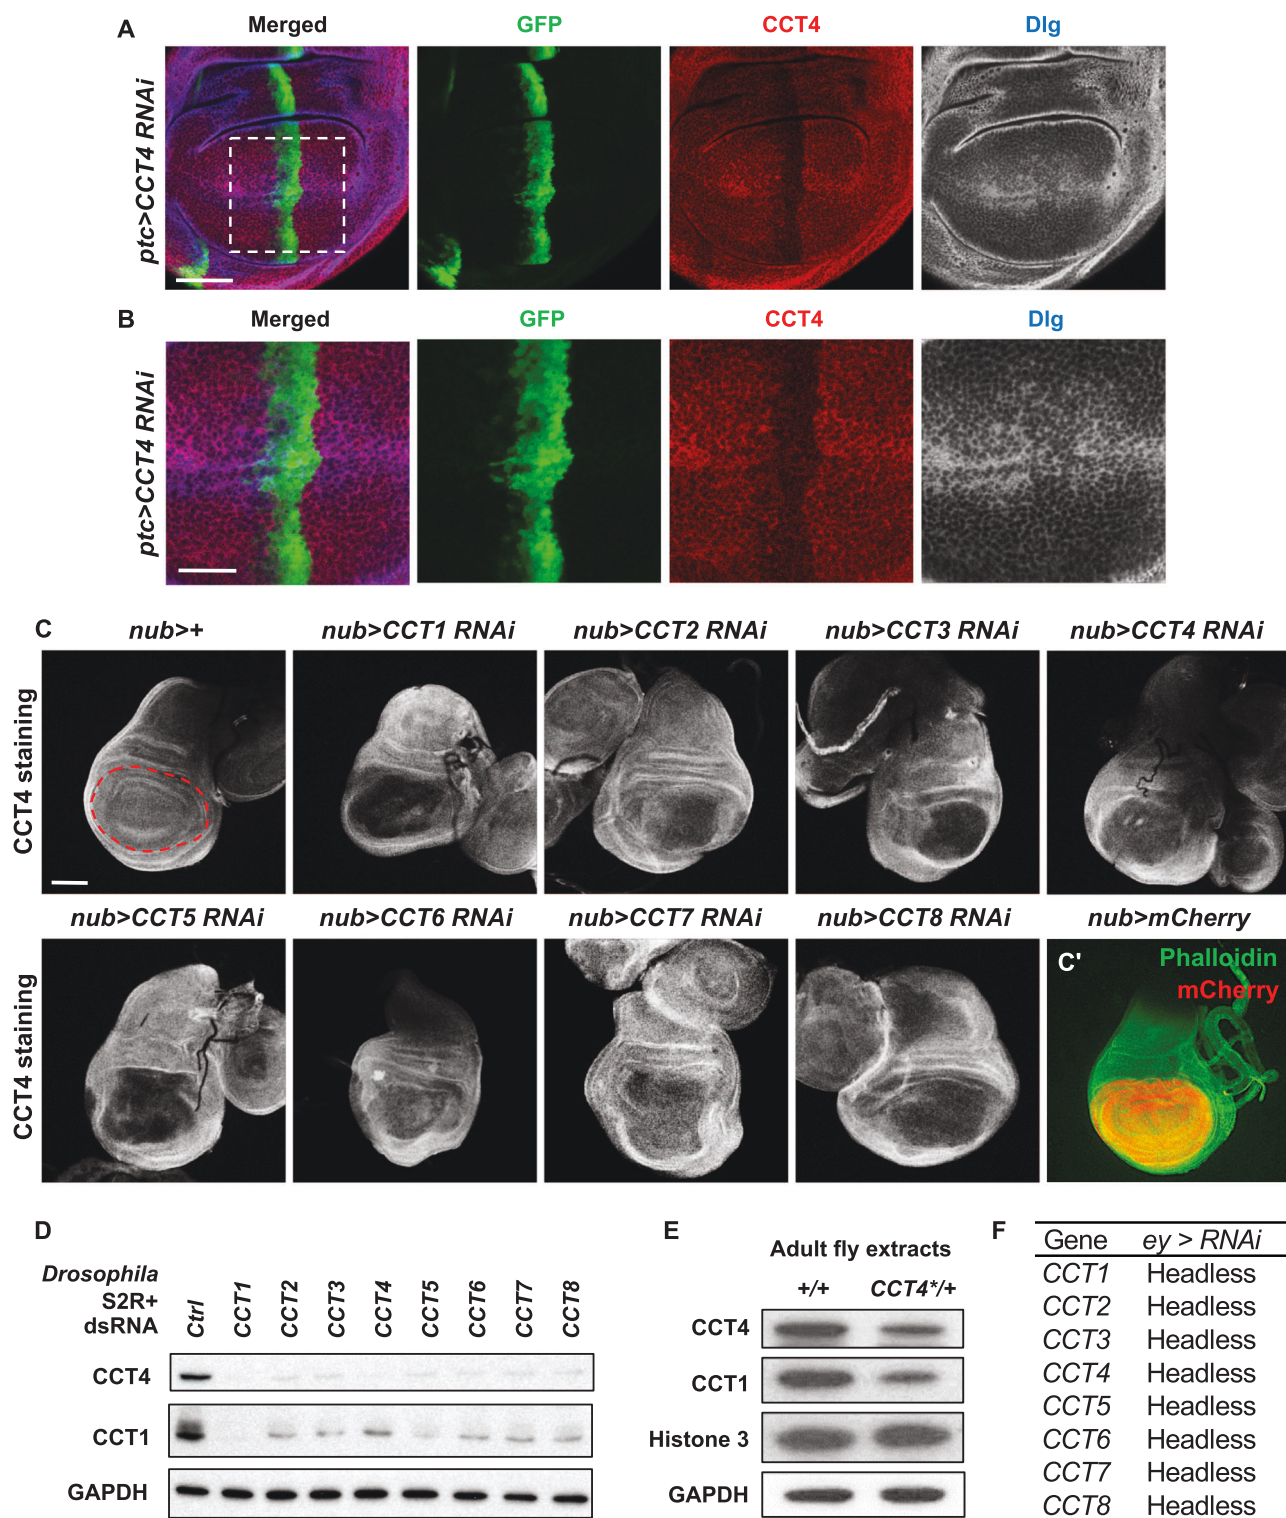 A
Merged
GFP
CCT4
Dlg
ptc>CCT4 RNAi
B
Merged
GFP
CCT4
Dlg
ptc>CCT4 RNAi
C
nub>+
nub>CCT1 RNAi
nub>CCT2 RNAi
nub>CCT3 RNAi
nub>CCT4 RNAi
CCT4 staining
nub>CCT5 RNAi
nub>CCT6 RNAi
nub>CCT7 RNAi
nub>CCT8 RNAi
nub>mCherry
CCT4 staining
C'
Phalloidin
mCherry
D
Drosophila
S2R+
dsRNA
Ctrl
CCT1
CCT2
CCT3
CCT4
CCT5
CCT6
CCT7
CCT8
CCT4
CCT1
GAPDH
E
Adult fly extracts
+/+ CCT4*/+
CCT4
CCT1
Histone 3
GAPDH
F
Gene ey > RNAi
CCT1 Headless
CCT2 Headless
CCT3 Headless
CCT4 Headless
CCT5 Headless
CCT6 Headless
CCT7 Headless
CCT8 Headless